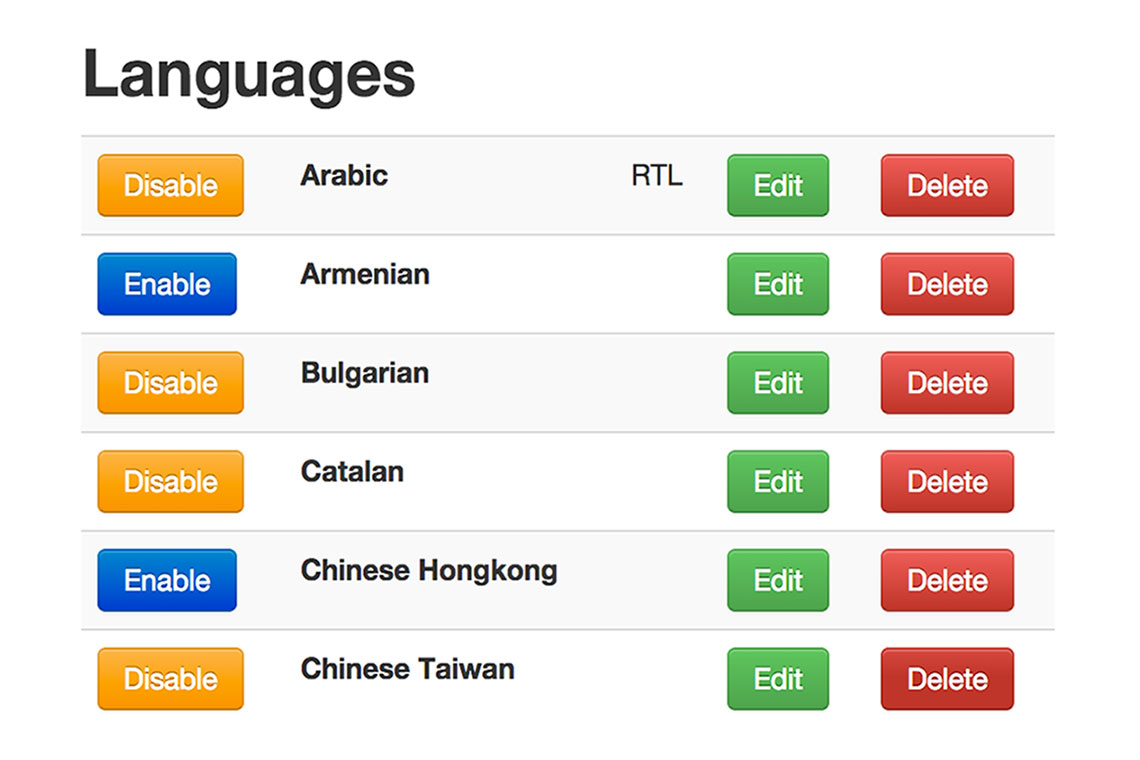 Languages
Disable Arabic RTL Edit Delete
Enable Armenian Edit Delete
Disable Bulgarian Edit Delete
Disable Catalan Edit Delete
Enable Chinese Hongkong Edit Delete
Disable Chinese Taiwan Edit Delete